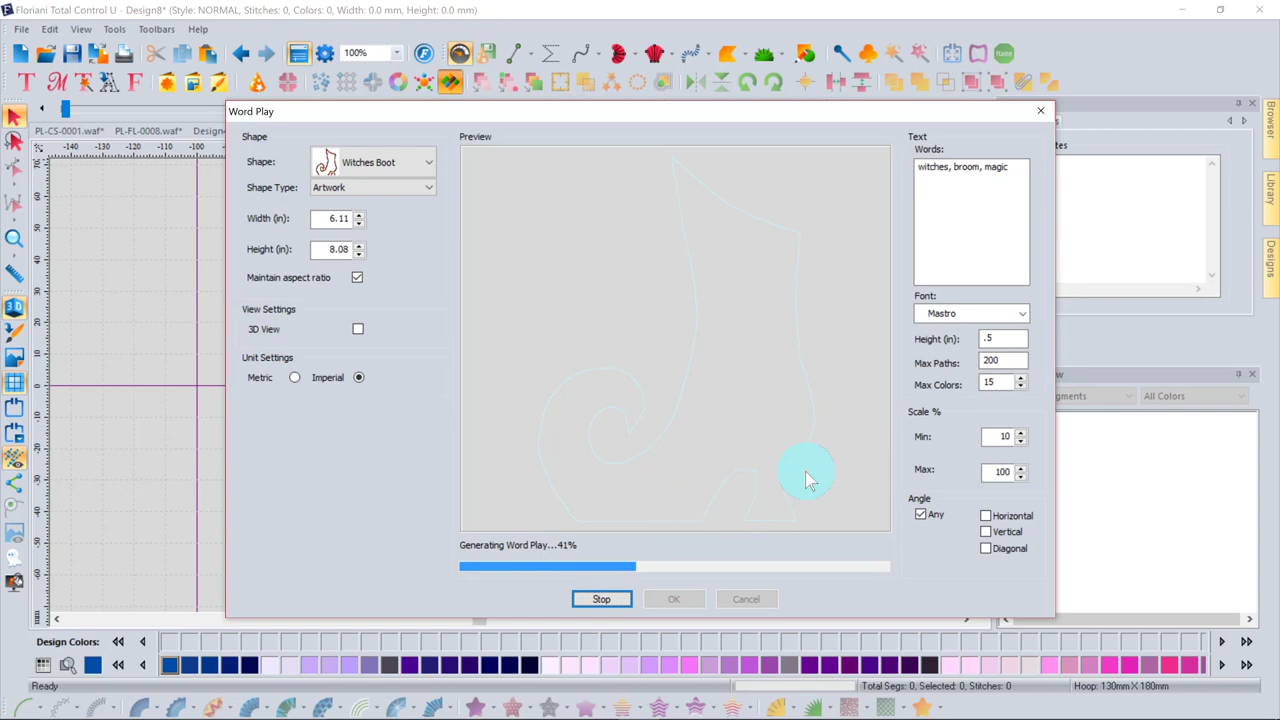 Floriani Total Control U - Design8* (Style: NORMAL, Stitches: 0, Colors: 0, Width: 0.0 mm, Height: 0.0 mm)
File Edit View Tools Toolbars Help
100%
PL-CS-0001.waf* PL-FL-0008.waf* Design
-140 -120 -100
Word Play
Shape
Shape: Witches Boot
Shape Type: Artwork
Width (in): 6.11
Height (in): 8.08
Maintain aspect ratio
View Settings
3D View
Unit Settings
Metric Imperial
Preview
Generating Word Play...41%
Stop OK Cancel
Text
Words:
witches, broom, magic
Font:
Mastro
Height (in): .5
Max Paths: 200
Max Colors: 15
Scale %
Min: 10
Max: 100
Angle
Any
Horizontal
Vertical
Diagonal
All Colors
Browser
Library
Designs
Design Colors:
Ready
Total Segs: 0, Selected: 0, Stitches: 0
Hoop: 130mm X 180mm